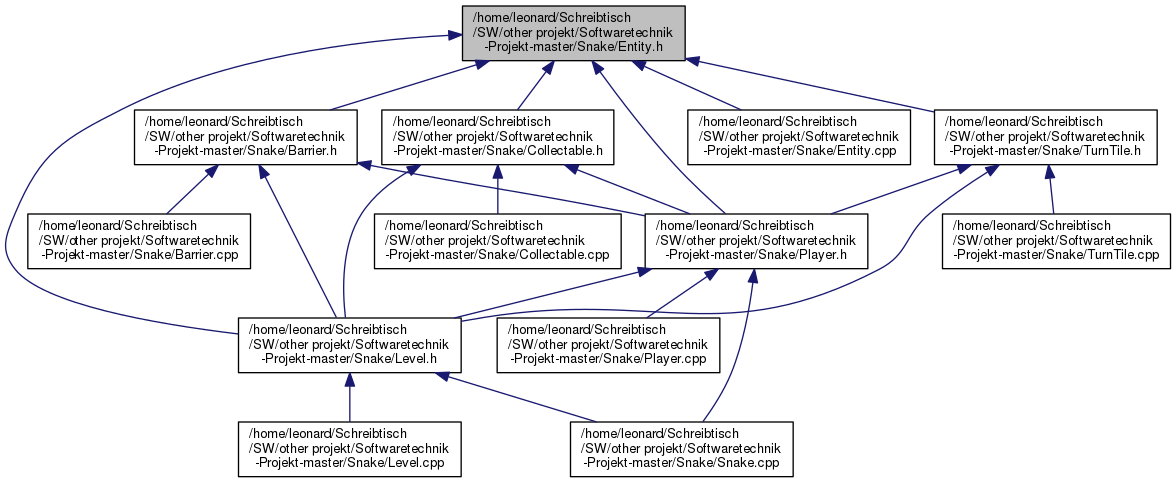 /home/leonard/Schreibtisch
/SW/other projekt/Softwaretechnik
-Projekt-master/Snake/Entity.h
/home/leonard/Schreibtisch
/SW/other projekt/Softwaretechnik
-Projekt-master/Snake/Barrier.h
/home/leonard/Schreibtisch
/SW/other projekt/Softwaretechnik
-Projekt-master/Snake/Collectable.h
/home/leonard/Schreibtisch
/SW/other projekt/Softwaretechnik
-Projekt-master/Snake/Entity.cpp
/home/leonard/Schreibtisch
/SW/other projekt/Softwaretechnik
-Projekt-master/Snake/TurnTile.h
/home/leonard/Schreibtisch
/SW/other projekt/Softwaretechnik
-Projekt-master/Snake/Barrier.cpp
/home/leonard/Schreibtisch
/SW/other projekt/Softwaretechnik
-Projekt-master/Snake/Collectable.cpp
/home/leonard/Schreibtisch
/SW/other projekt/Softwaretechnik
-Projekt-master/Snake/Player.h
/home/leonard/Schreibtisch
/SW/other projekt/Softwaretechnik
-Projekt-master/Snake/TurnTile.cpp
/home/leonard/Schreibtisch
/SW/other projekt/Softwaretechnik
-Projekt-master/Snake/Level.h
/home/leonard/Schreibtisch
/SW/other projekt/Softwaretechnik
-Projekt-master/Snake/Player.cpp
/home/leonard/Schreibtisch
/SW/other projekt/Softwaretechnik
-Projekt-master/Snake/Level.cpp
/home/leonard/Schreibtisch
/SW/other projekt/Softwaretechnik
-Projekt-master/Snake/Snake.cpp